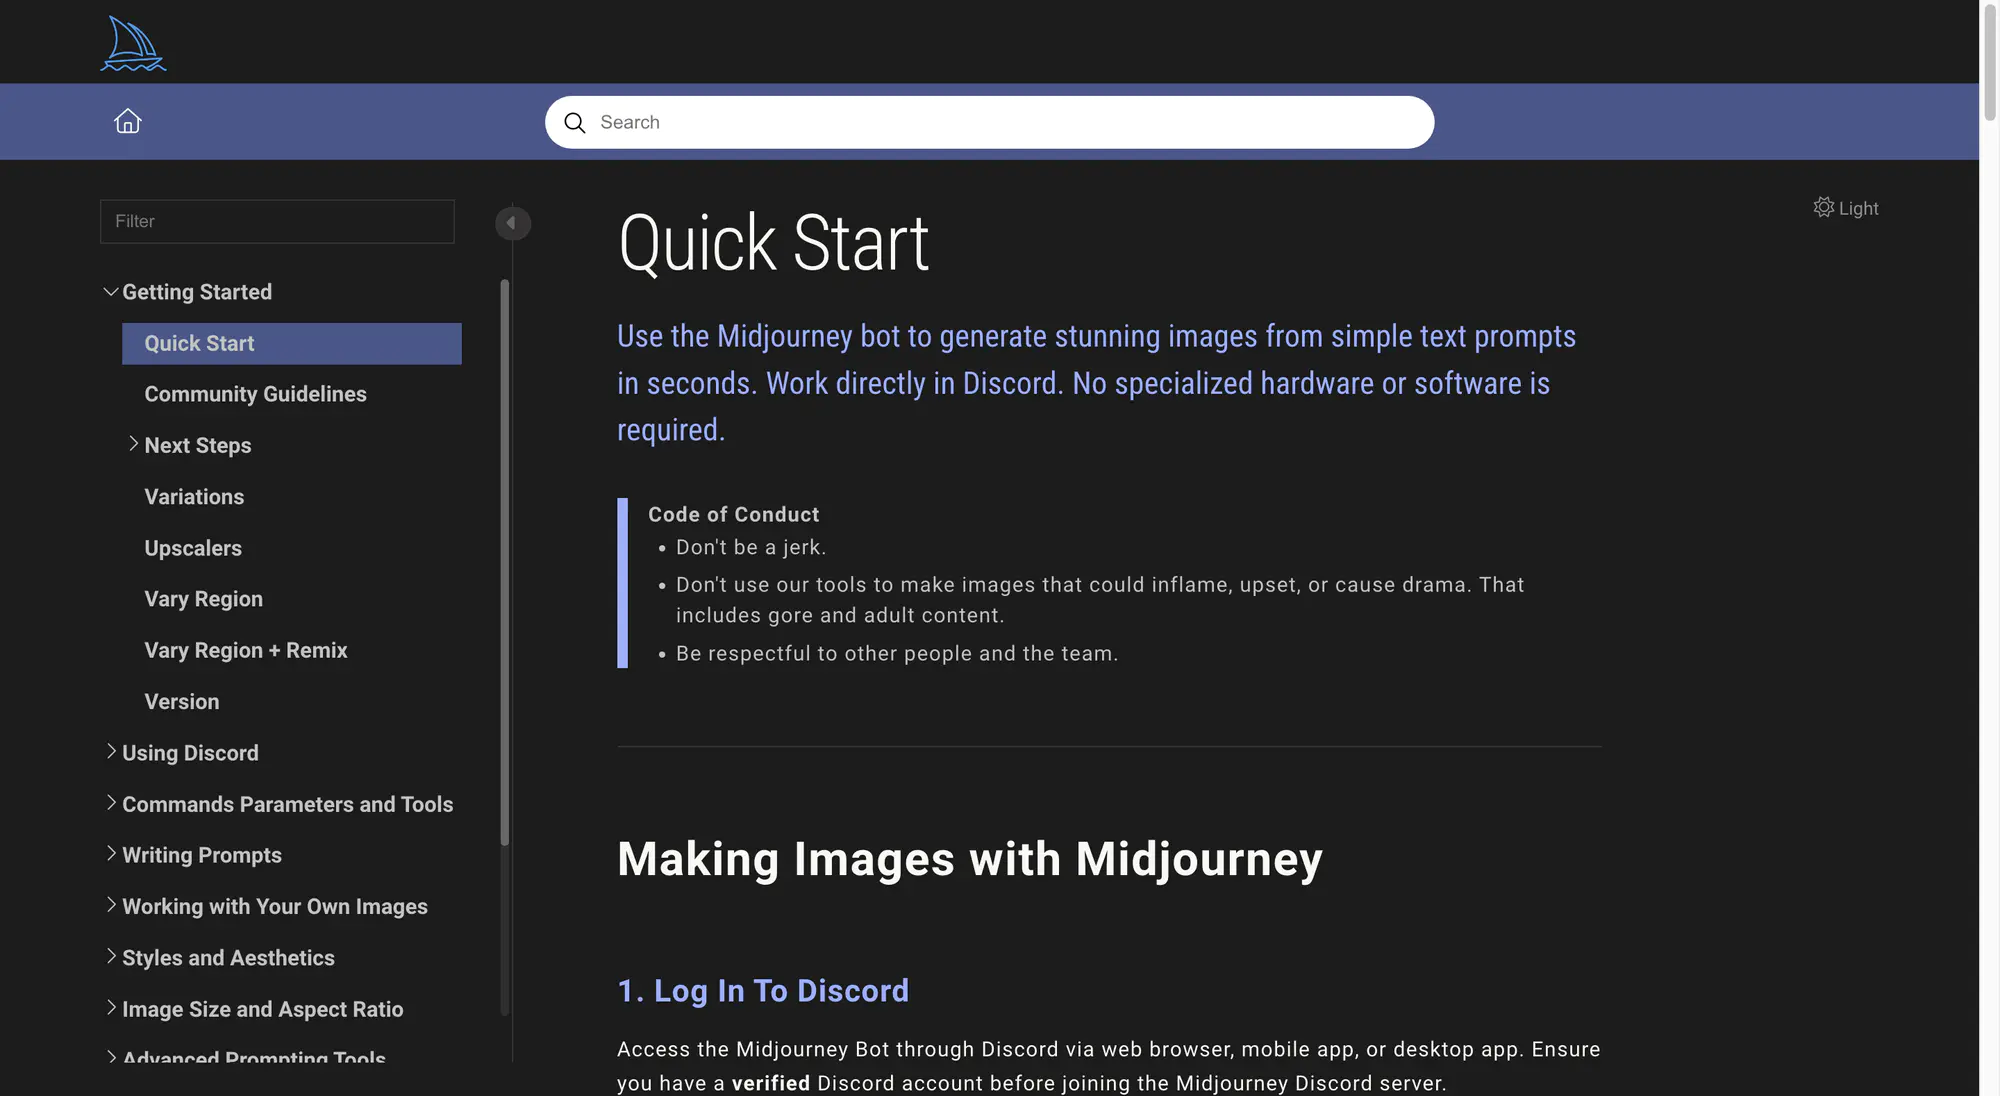 Search
Filter
Light
Getting Started
Quick Start
Community Guidelines
Next Steps
Variations
Upscalers
Vary Region
Vary Region + Remix
Version
Using Discord
Commands Parameters and Tools
Writing Prompts
Working with Your Own Images
Styles and Aesthetics
Image Size and Aspect Ratio
Advanced Prompting Tools
Quick Start
Use the Midjourney bot to generate stunning images from simple text prompts
in seconds. Work directly in Discord. No specialized hardware or software is
required.
Code of Conduct
• Don't be a jerk.
• Don't use our tools to make images that could inflame, upset, or cause drama. That
includes gore and adult content.
• Be respectful to other people and the team.
Making Images with Midjourney
1. Log In To Discord
Access the Midjourney Bot through Discord via web browser, mobile app, or desktop app. Ensure
you have a verified Discord account before joining the Midjourney Discord server.